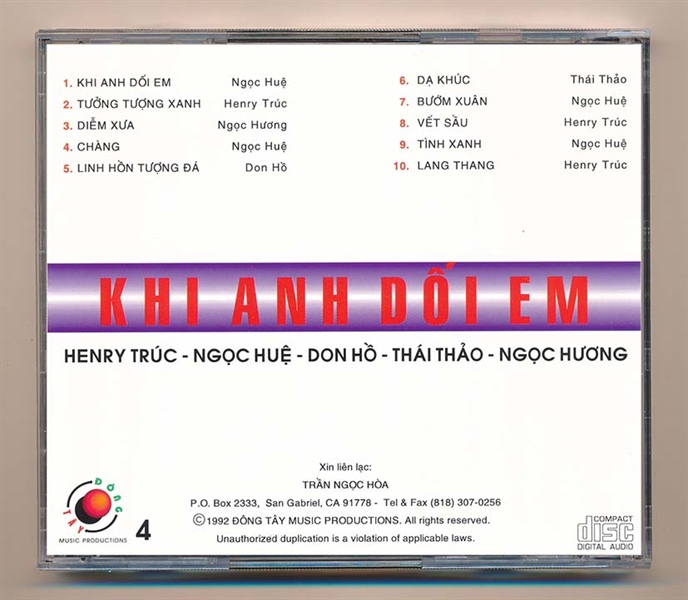 1. KHI ANH DỐI EM Ngọc Huệ
2. TƯỞNG TƯỢNG XANH Henry Trúc
3. DIỄM XƯA Ngọc Hương
4. CHÀNG Ngọc Huệ
5. LINH HỒN TƯỢNG ĐÁ Don Hồ
6. DẠ KHÚC Thái Thảo
7. BƯỚM XUÂN Ngọc Huệ
8. VẾT SẦU Henry Trúc
9. TÌNH XANH Ngọc Huệ
10. LANG THANG Henry Trúc
KHI ANH DỐI EM
HENRY TRÚC - NGỌC HUỆ - DON HỒ - THÁI THẢO - NGỌC HƯƠNG
Xin liên lạc:
TRẦN NGỌC HÒA
P.O. Box 2333, San Gabriel, CA 91778 - Tel & Fax (818) 307-0256
©1992 ĐÔNG TÂY MUSIC PRODUCTIONS. All rights reserved.
Unauthorized duplication is a violation of applicable laws.
ĐÔNG TÂY
MUSIC PRODUCTIONS
4
COMPACT
disc
DIGITAL AUDIO